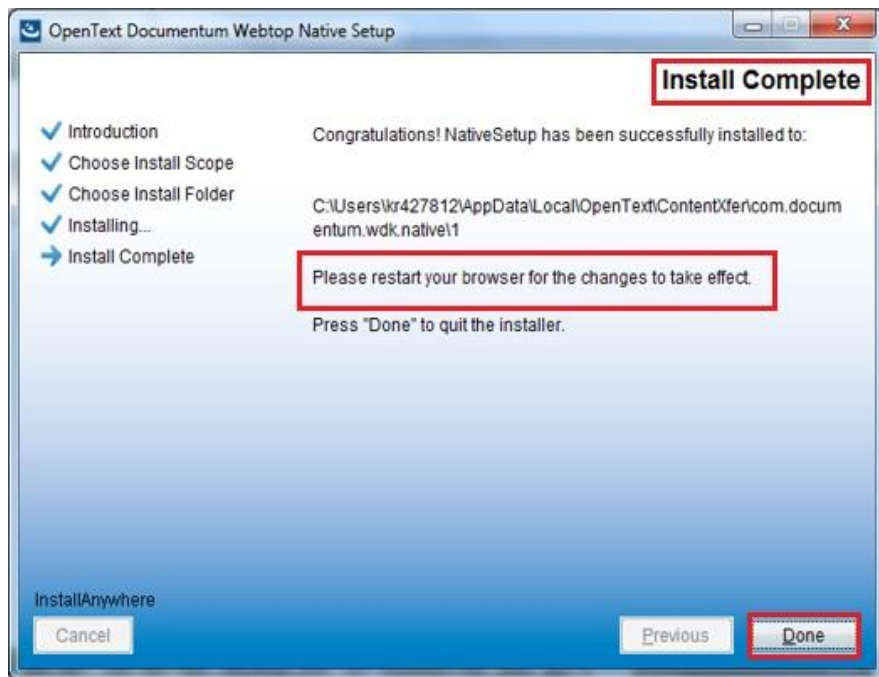 OpenText Documentum Webtop Native Setup
Install Complete
Introduction
Choose Install Scope
Choose Install Folder
Installing...
Install Complete
Congratulations! NativeSetup has been successfully installed to:
C:\Users\kr427812\AppData\Local\OpenText\ContentXfer\com.docum
entum.wdk.native\1
Please restart your browser for the changes to take effect.
Press "Done" to quit the installer.
InstallAnywhere
Cancel
Previous
Done